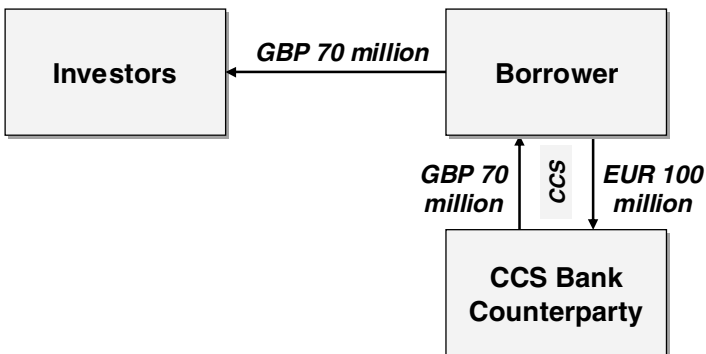 Investors
GBP 70 million
Borrower
GBP 70
million
CCS
EUR 100
million
CCS Bank
Counterparty